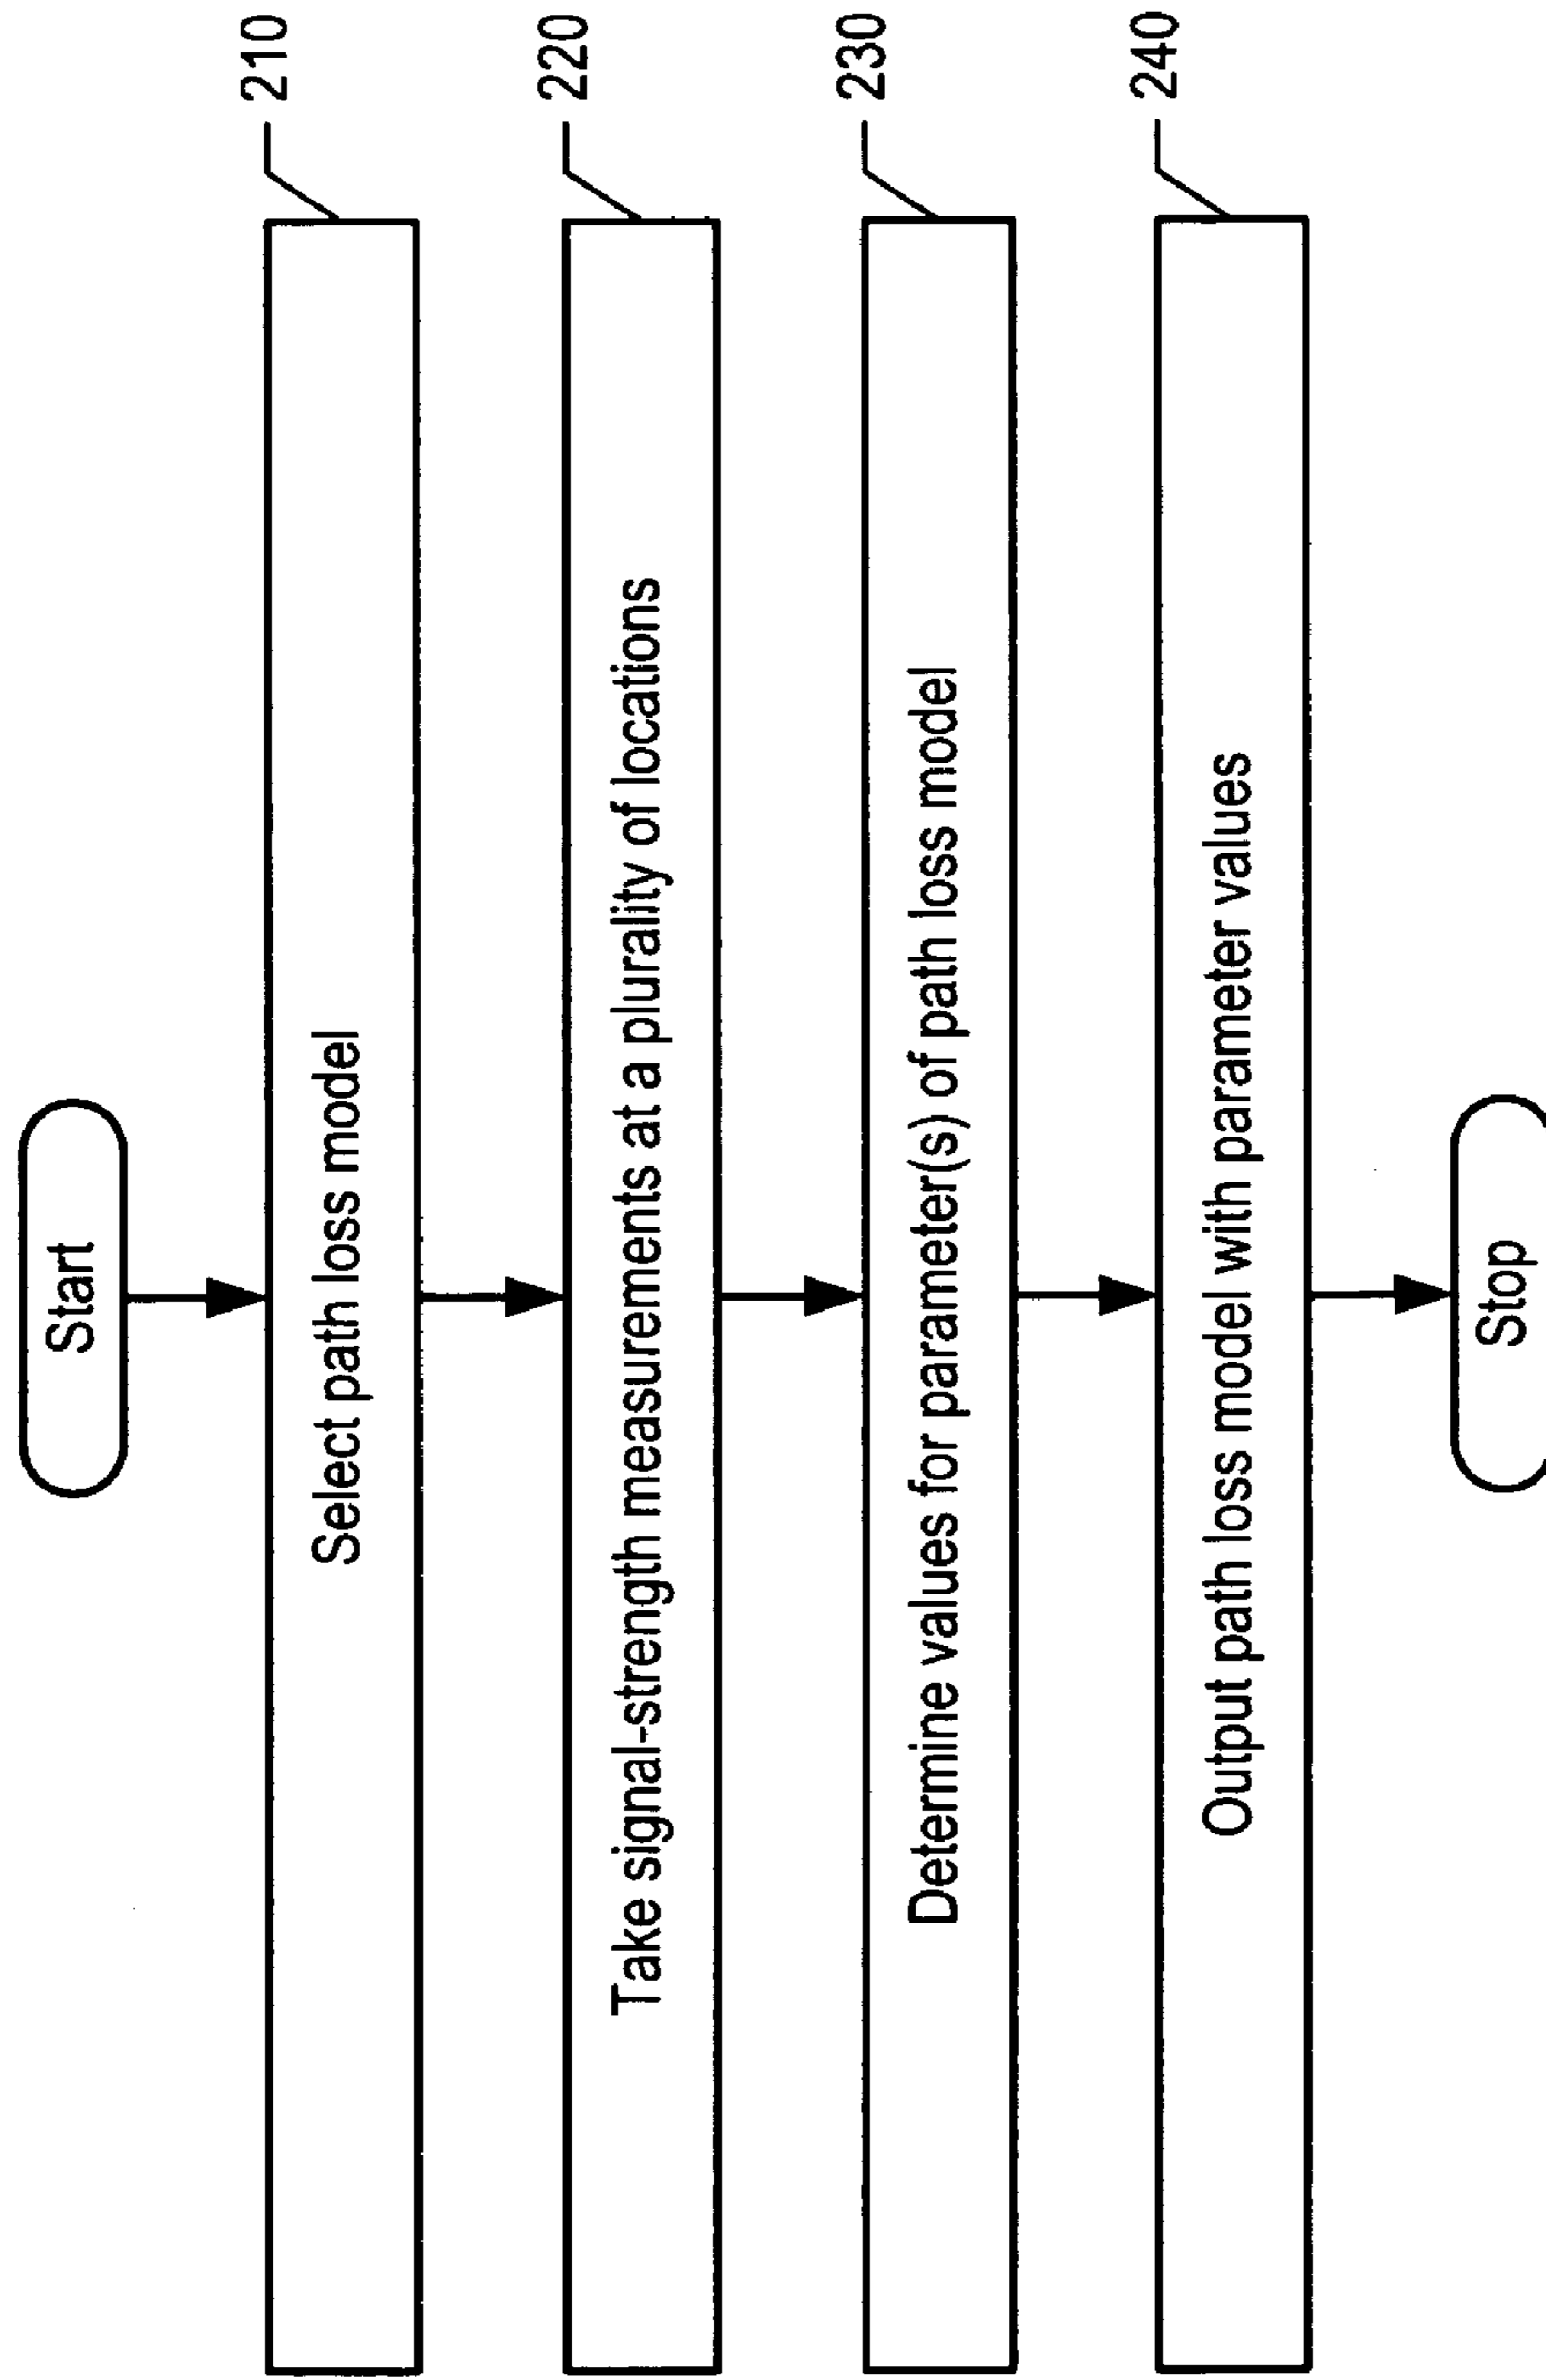 Start
Select path loss model
210
Take signal-strength measurements at a plurality of locations
220
Determine values for parameter(s) of path loss model
230
Output path loss model with parameter values
240
Stop